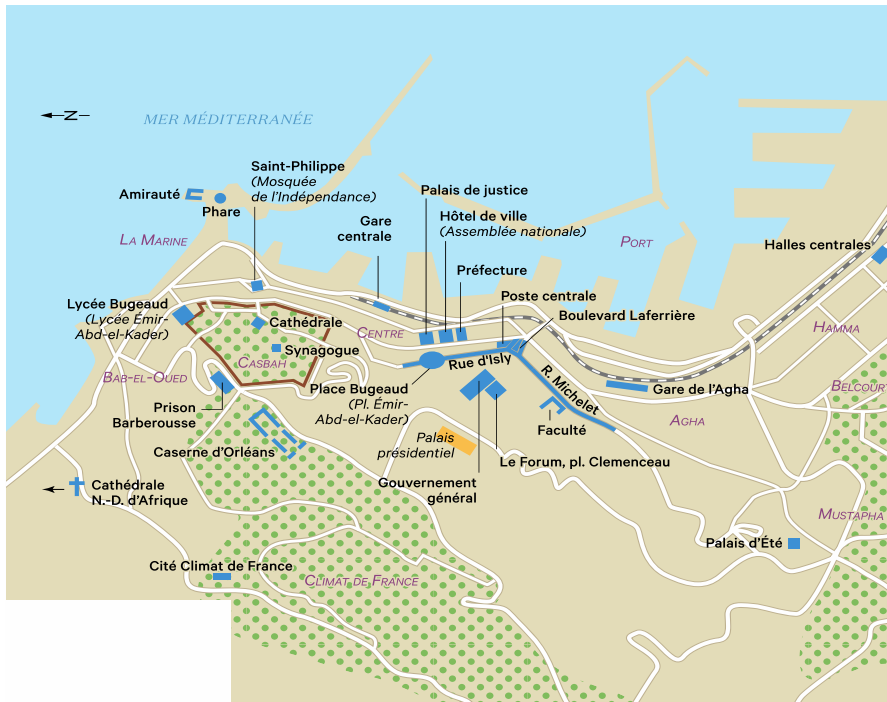 N
MER MÉDITERRANÉE
Saint-Philippe
(Mosquée
de l'Indépendance)
Amirauté
Phare
Palais de justice
Hôtel de ville
(Assemblée nationale)
Gare
centrale
LA MARINE
PORT
Halles centrales
Préfecture
Poste centrale
Boulevard Laferrière
Lycée Bugeaud
(Lycée Émir-
Abd-el-Kader)
Cathédrale
CENTRE
HAMMA
Synagogue
CASBAH
Rue d'Isly
BAB-EL-OUED
R. Michelet
Place Bugeaud
(Pl. Émir-
Abd-el-Kader)
Gare de l'Agha
BELCOURT
Prison
Barberousse
AGHA
Faculté
Palais
présidentiel
Caserne d'Orléans
Le Forum, pl. Clemenceau
Gouvernement
général
Cathédrale
N.-D. d'Afrique
MUSTAPHA
Palais d'Été
Cité Climat de France
CLIMAT DE FRANCE